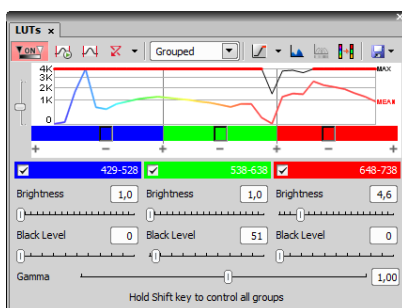 LUTs x
ON
Grouped
4K
3K
2K
1K
0
MAX
MEAN
+ - + - + - +
429-528 538-638 648-738
Brightness 1,0 Brightness 1,0 Brightness 4,6
Black Level 0 Black Level 51 Black Level 0
Gamma 1,00
Hold Shift key to control all groups